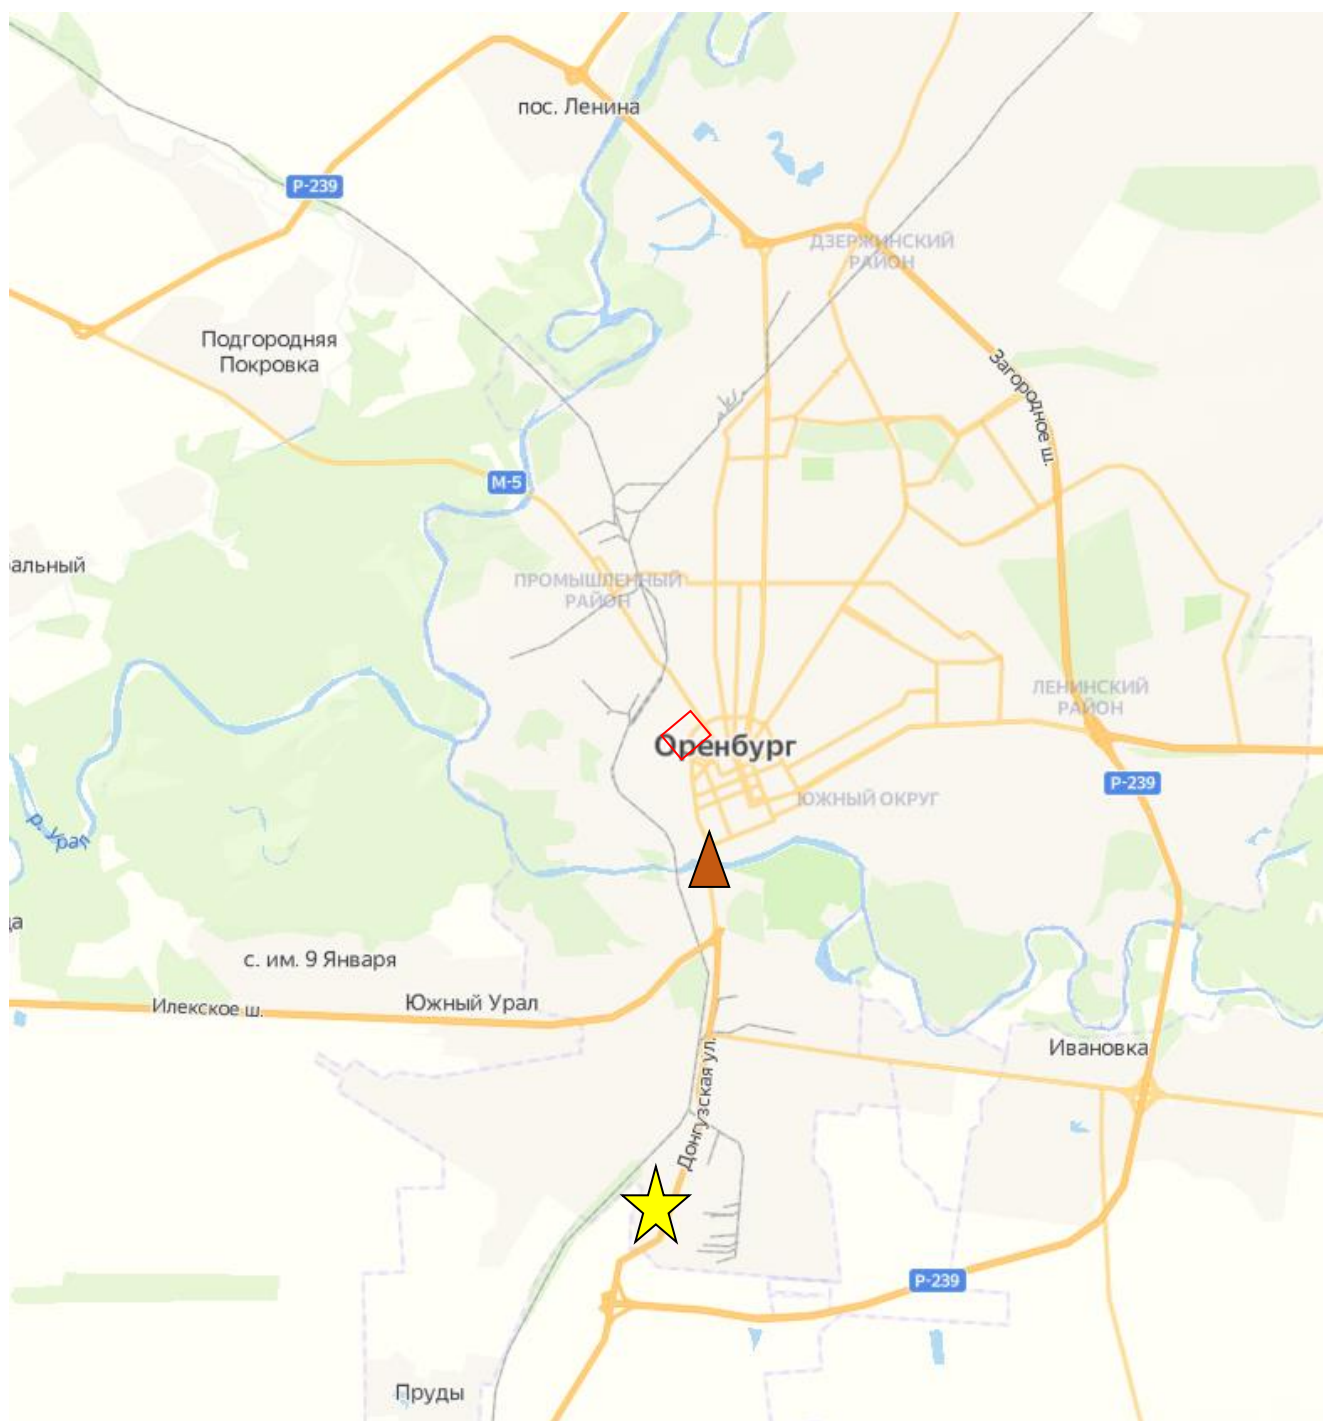 пос. Ленина
Р-239
ДЗЕРЖИНСКИЙ
РАЙОН
Подгородняя
Покровка
Загородное ш.
М-5
альный
ПРОМЫШЛЕННЫЙ
РАЙОН
ЛЕНИНСКИЙ
РАЙОН
Оренбург
Р-239
ЮЖНЫЙ ОКРУГ
р. Урал
да
с. им. 9 Января
Илекское ш.
Южный Урал
Ивановка
Донгузская ул.
Р-239
Пруды